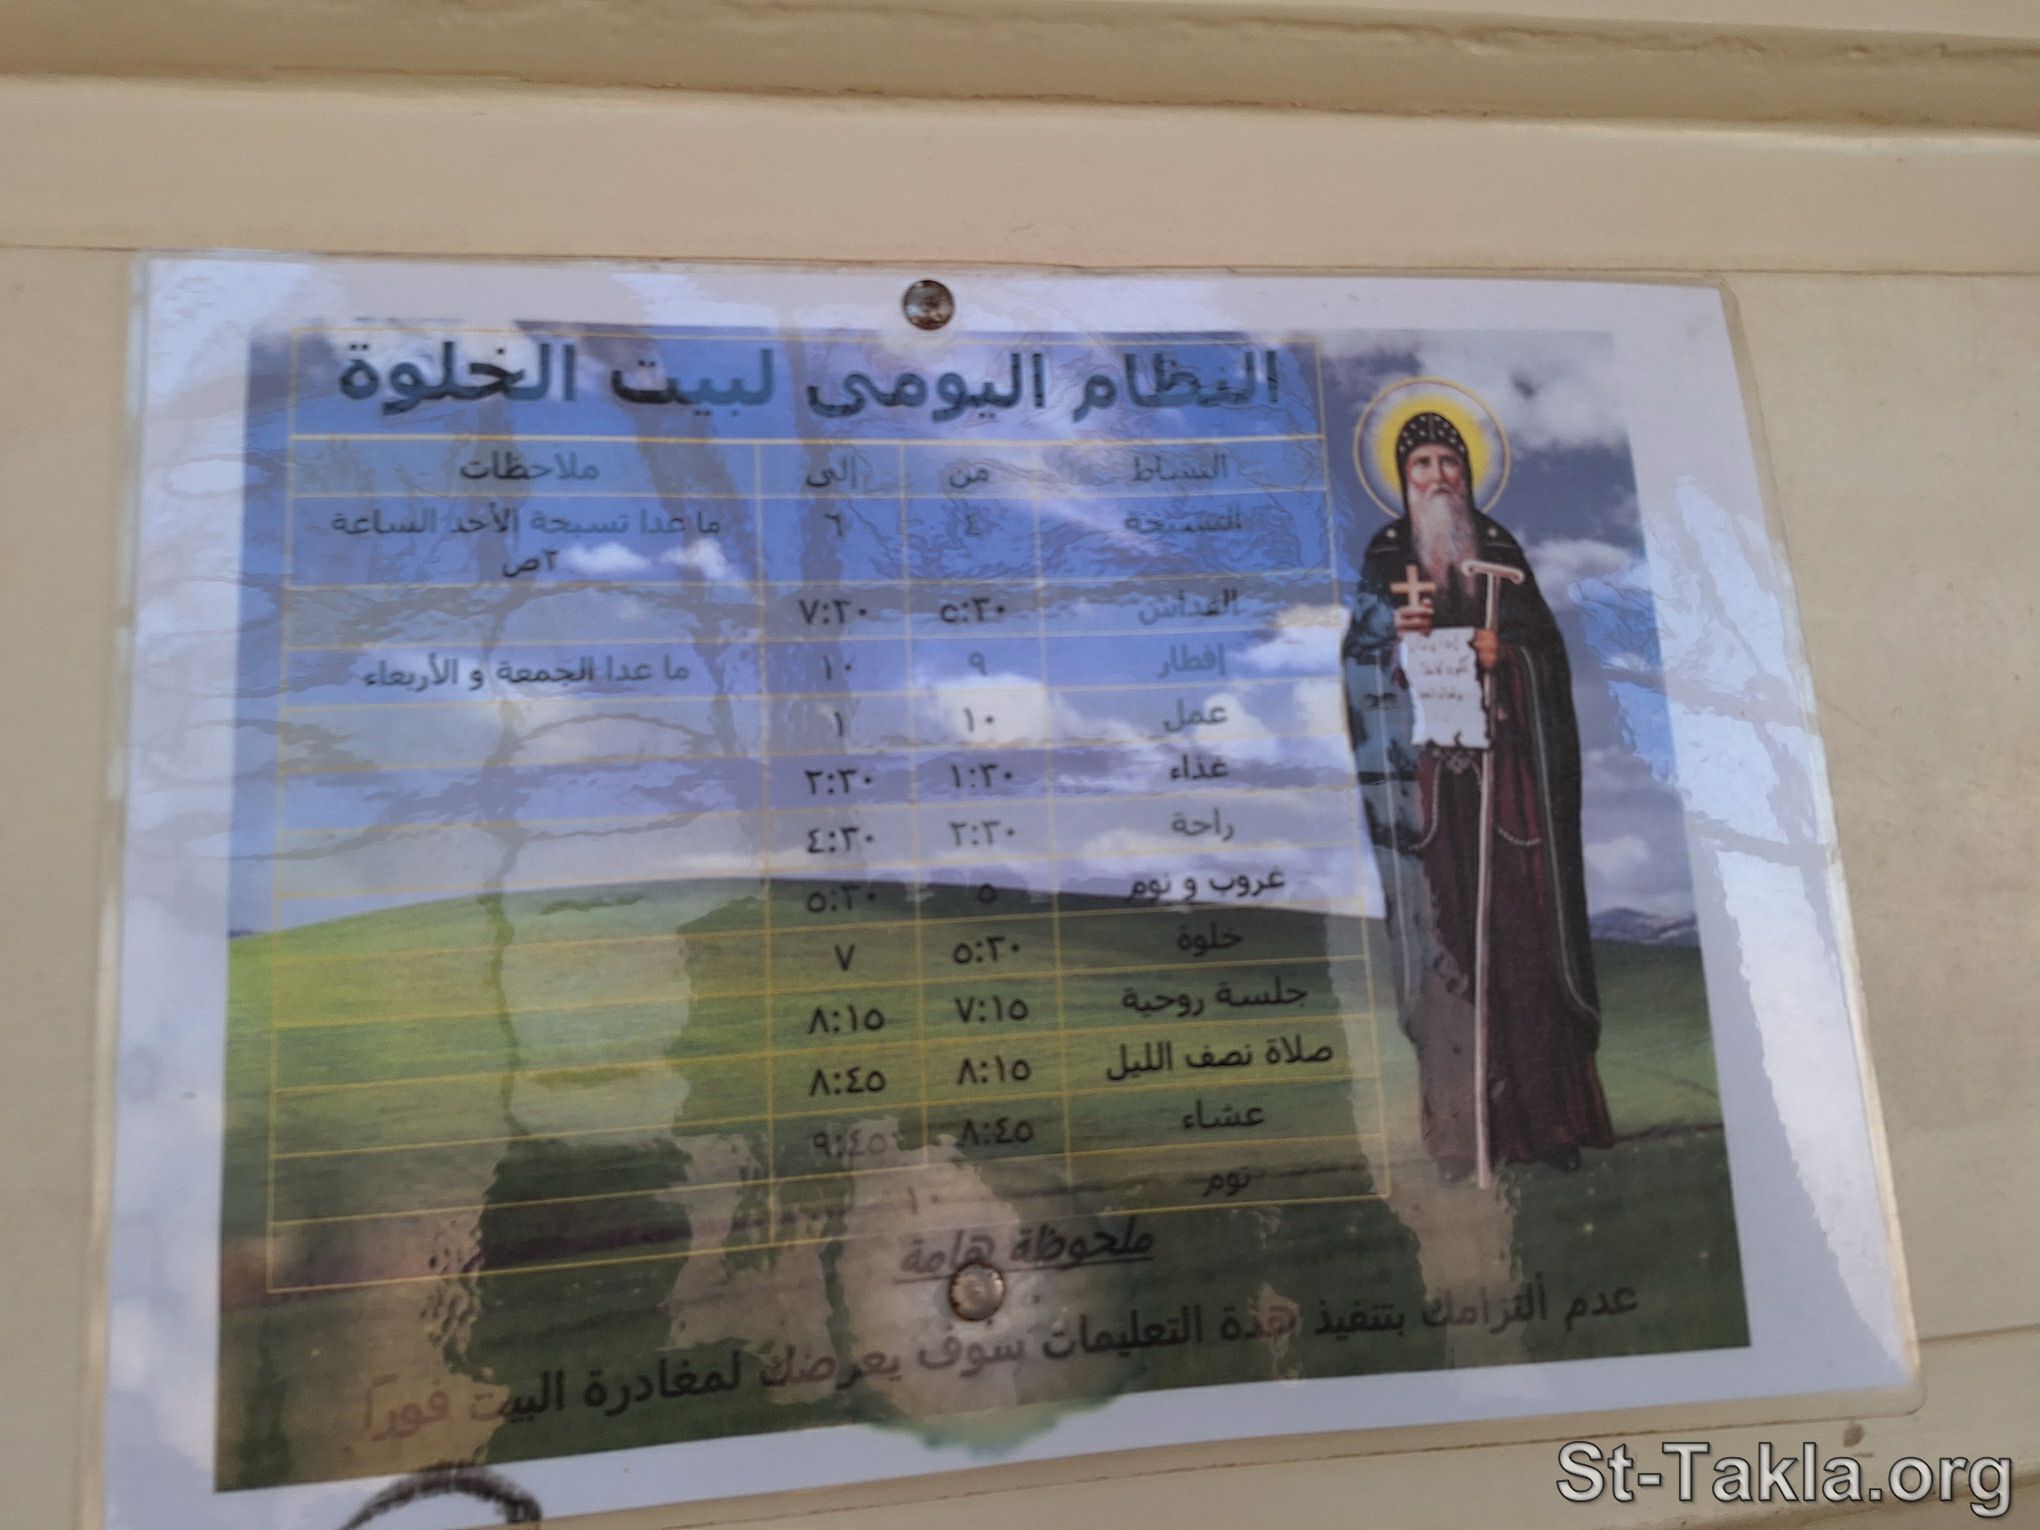 النظام اليومى لبيت الخلوة
النشاط من إلى ملاحظات
التسبحة ٤ ٦ ما عدا تسبحة الأحد الساعة
٢ص
القداس ٥:٣٠ ٧:٣٠
إفطار ٩ ١٠ ما عدا الجمعة و الأربعاء
عمل ١٠ ١
غذاء ١:٣٠ ٢:٣٠
راحة ٢:٣٠ ٤:٣٠
غروب و نوم ٥ ٥:٣٠
خلوة ٥:٣٠ ٧
جلسة روحية ٧:١٥ ٨:١٥
صلاة نصف الليل ٨:١٥ ٨:٤٥
عشاء ٨:٤٥ ٩:٤٥
نوم ١٠
ملحوظة هامة
عدم ألتزامك بتنفيذ هذة التعليمات سوف يعرضك لمغادرة البيت فوراً
St-Takla.org